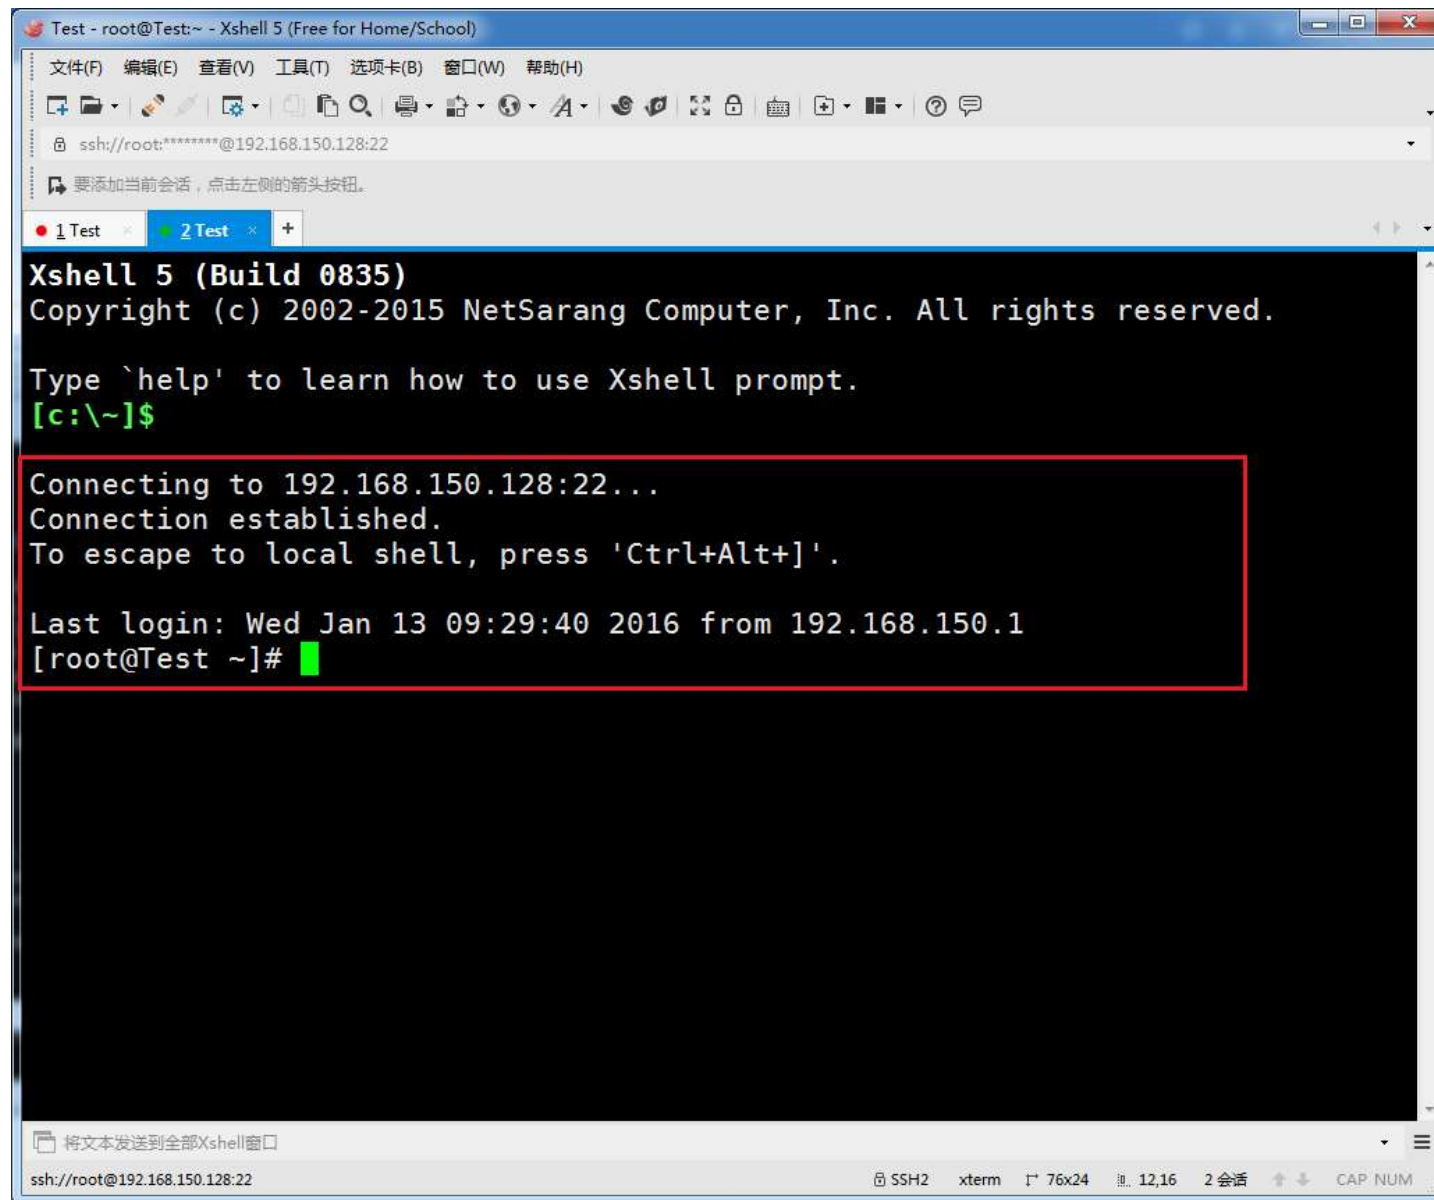 Test - root@Test:~ - Xshell 5 (Free for Home/School)
文件(F) 编辑(E) 查看(V) 工具(T) 选项卡(B) 窗口(W) 帮助(H)
ssh://root:********@192.168.150.128:22
要添加当前会话，点击左侧的箭头按钮。
1 Test × 2 Test × +
Xshell 5 (Build 0835)
Copyright (c) 2002-2015 NetSarang Computer, Inc. All rights reserved.
Type `help' to learn how to use Xshell prompt.
[c:\~]$
Connecting to 192.168.150.128:22...
Connection established.
To escape to local shell, press 'Ctrl+Alt+]'.
Last login: Wed Jan 13 09:29:40 2016 from 192.168.150.1
[root@Test ~]#
将文本发送到全部Xshell窗口
ssh://root@192.168.150.128:22 SSH2 xterm 76x24 12,16 2 会话 CAP NUM